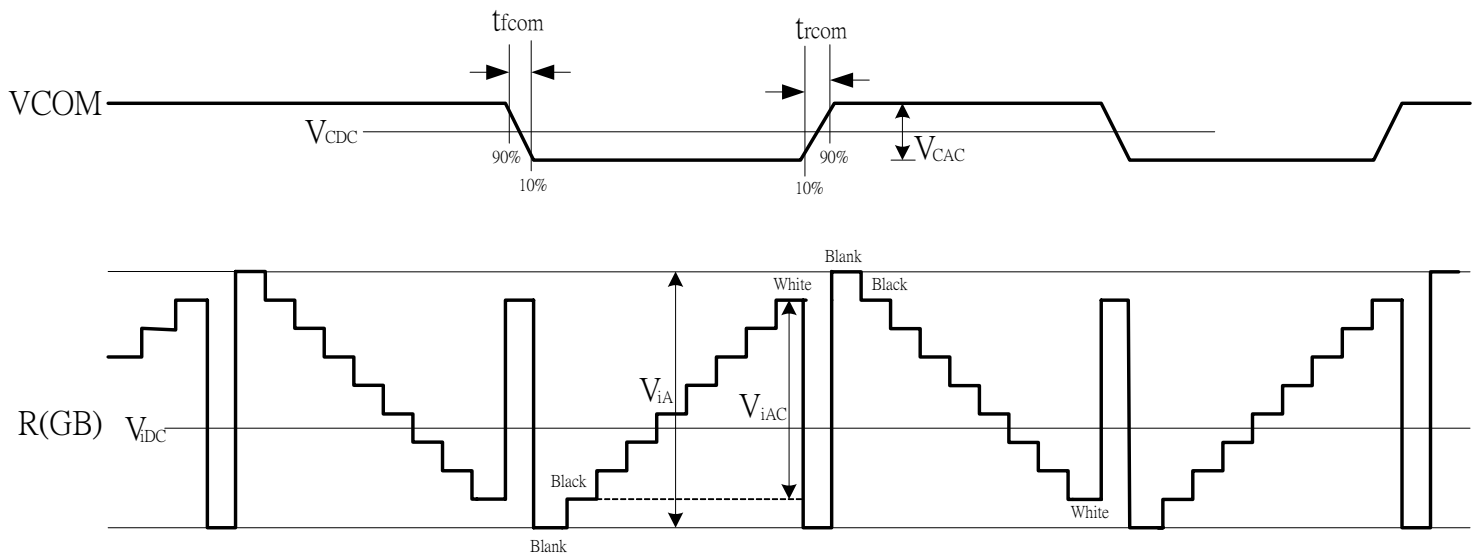 tfcom
trcom
VCOM
VCDC
90%
10%
10%
90%
VCAC
Blank
White
Black
ViA
ViAC
R(GB)
ViDC
Black
White
Blank